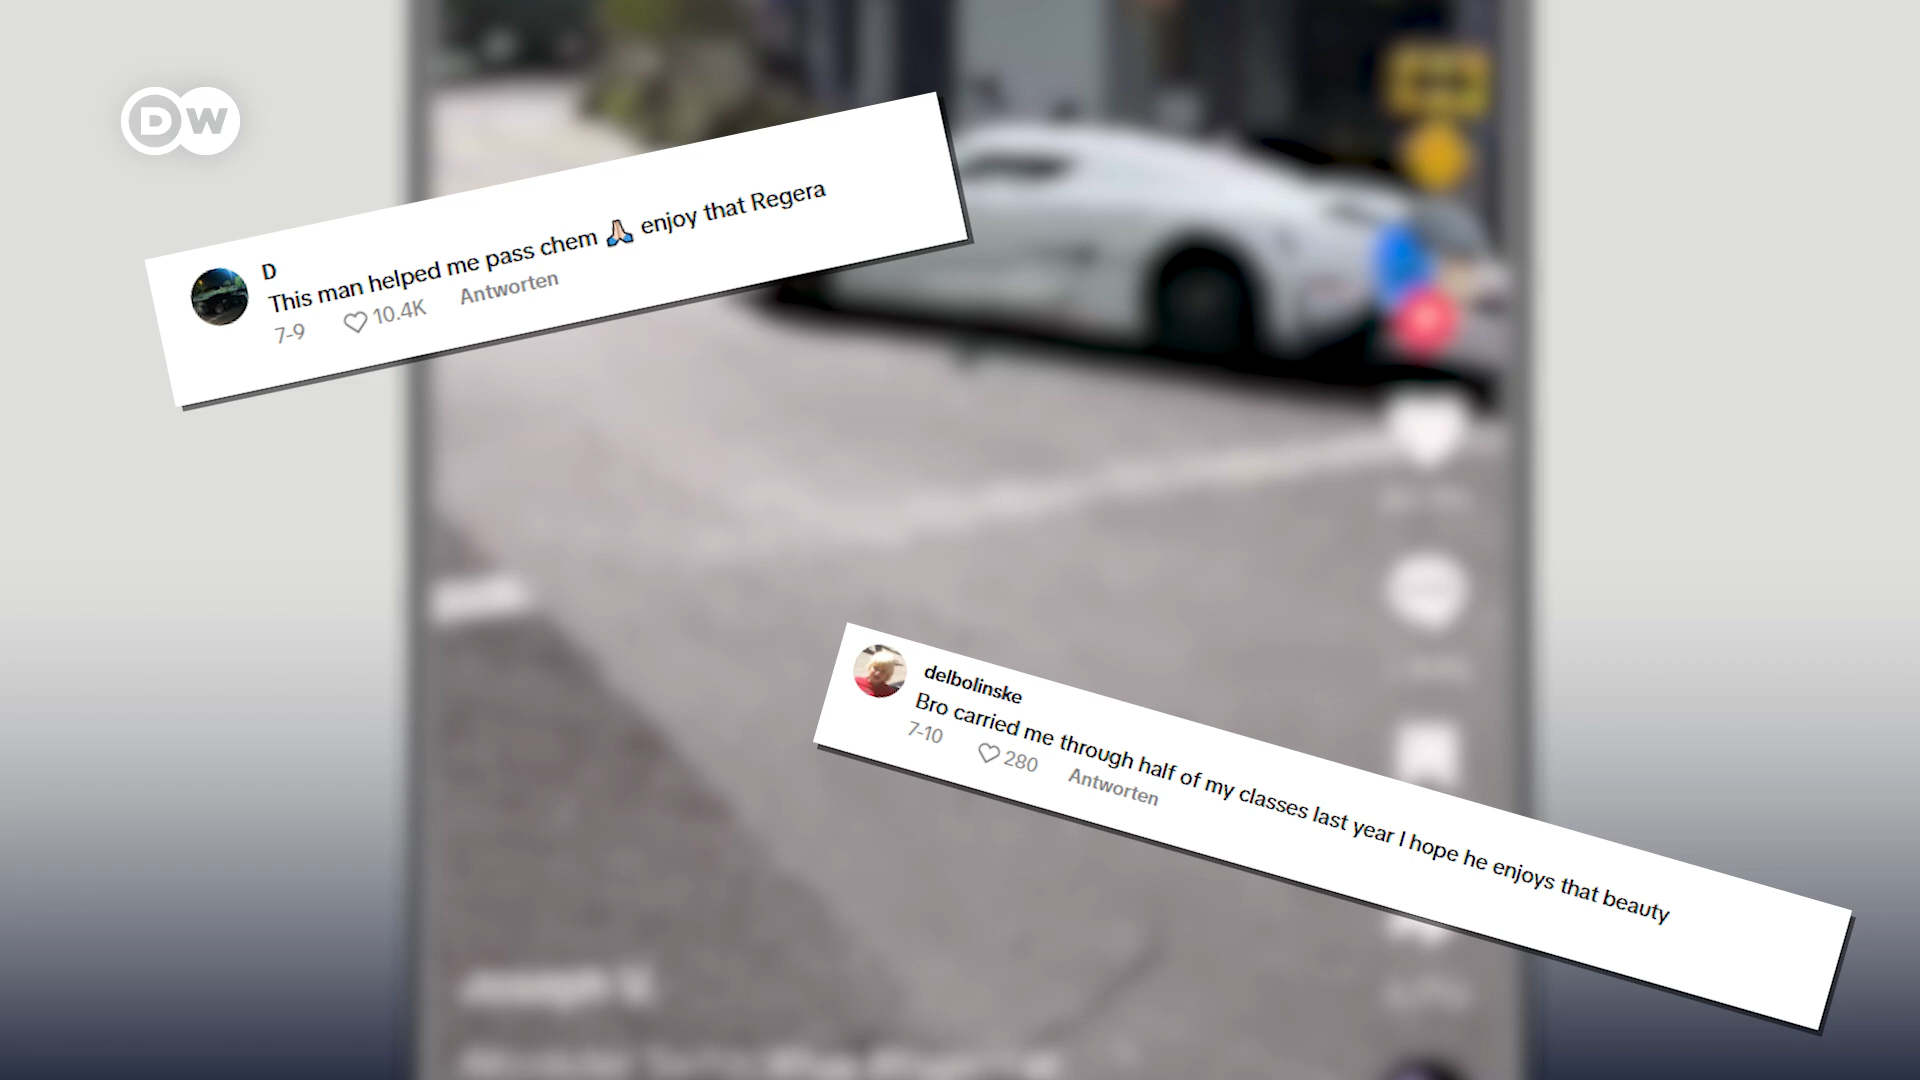 DW
D
This man helped me pass chem 🙏🏻 enjoy that Regera
7-9 10.4K Antworten
delbolinske
Bro carried me through half of my classes last year I hope he enjoys that beauty
7-10 280 Antworten
Joseph V.